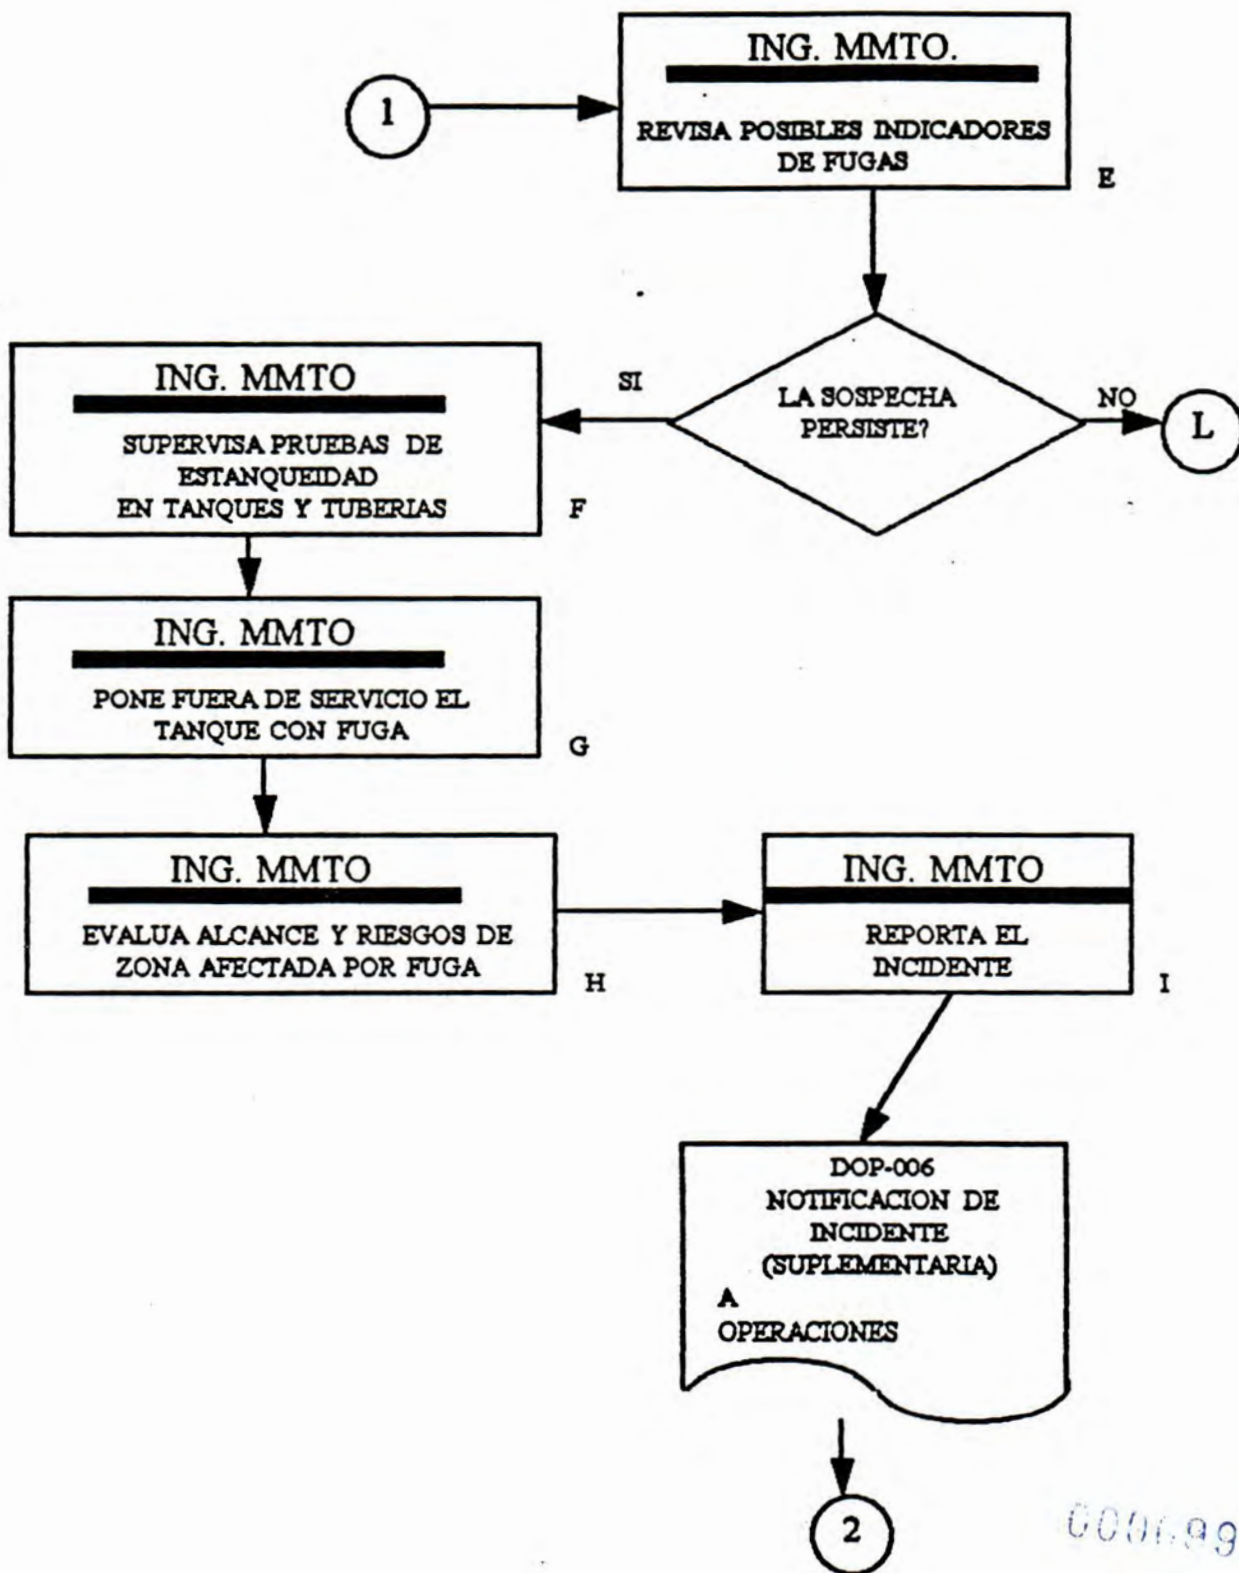 ING. MMTO.
1
REVISA POSIBLES INDICADORES
DE FUGAS
E
LA SOSPECHA
PERSISTE?
SI
NO
L
ING. MMTO
SUPERVISA PRUEBAS DE
ESTANQUEIDAD
EN TANQUES Y TUBERIAS
F
ING. MMTO
PONE FUERA DE SERVICIO EL
TANQUE CON FUGA
G
ING. MMTO
EVALUA ALCANCE Y RIESGOS DE
ZONA AFECTADA POR FUGA
H
ING. MMTO
REPORTA EL
INCIDENTE
I
DOP-006
NOTIFICACION DE
INCIDENTE
(SUPLEMENTARIA)
A
OPERACIONES
2